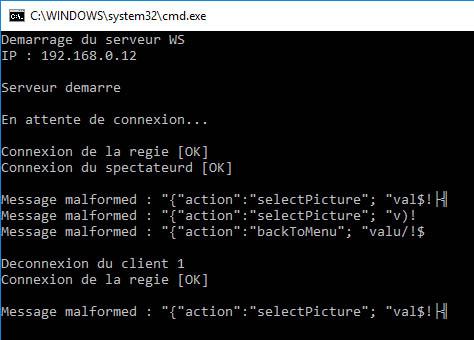 C:\WINDOWS\system32\cmd.exe
Demarrage du serveur WS
IP : 192.168.0.12
Serveur demarre
En attente de connexion...
Connexion de la regie [OK]
Connexion du spectateurd [OK]
Message malformed : "{"action":"selectPicture"; "val$!├╣
Message malformed : "{"action":"selectPicture"; "v)!
Message malformed : "{"action":"backToMenu"; "valu/!$
Deconnexion du client 1
Connexion de la regie [OK]
Message malformed : "{"action":"selectPicture"; "val$!├╣